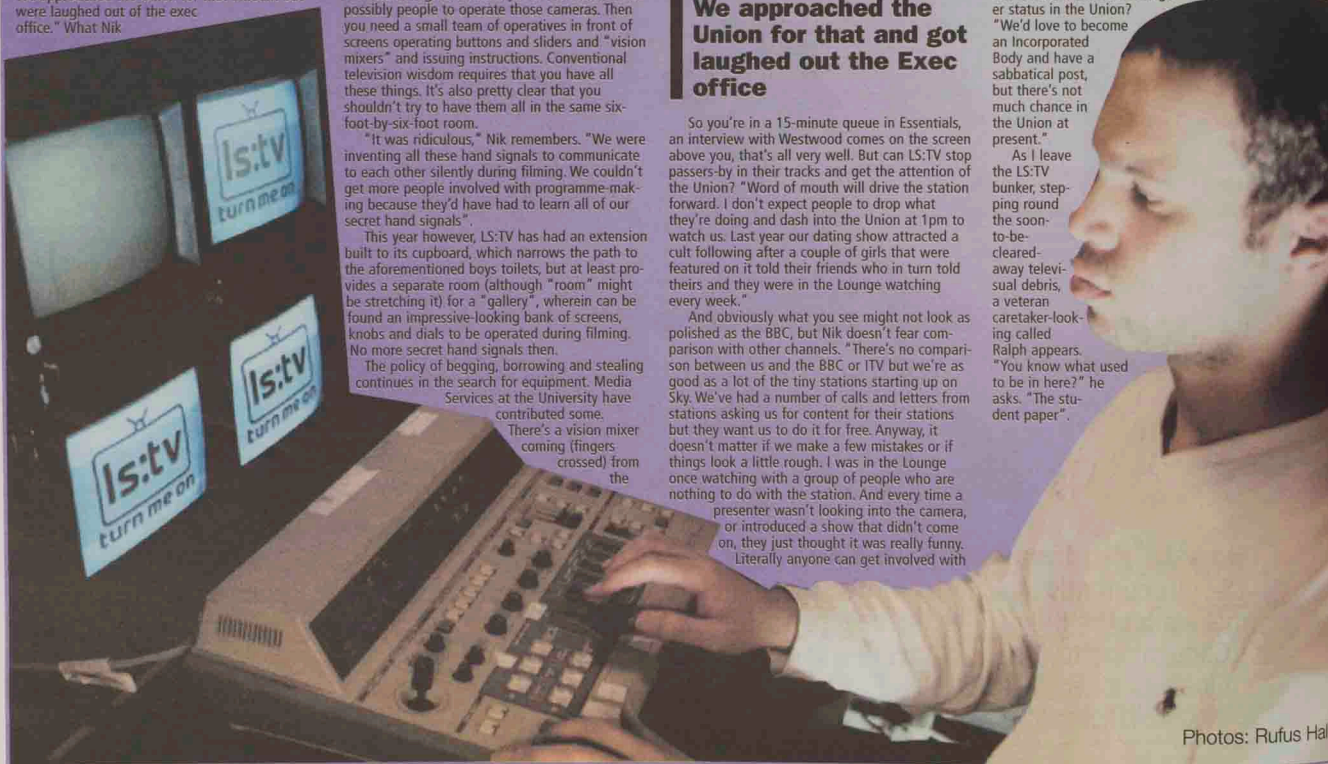 were laughed out of the exec
office." What Nik
possibly people to operate those cameras. Then
you need a small team of operatives in front of
screens operating buttons and sliders and "vision
mixers" and issuing instructions. Conventional
television wisdom requires that you have all
these things. It's also pretty clear that you
shouldn't try to have them all in the same six-
foot-by-six-foot room.
"It was ridiculous," Nik remembers. "We were
inventing all these hand signals to communicate
to each other silently during filming. We couldn't
get more people involved with programme-mak-
ing because they'd have had to learn all of our
secret hand signals".
This year however, LS:TV has had an extension
built to its cupboard, which narrows the path to
the aforementioned boys toilets, but at least pro-
vides a separate room (although "room" might
be stretching it) for a "gallery", wherein can be
found an impressive-looking bank of screens,
knobs and dials to be operated during filming.
No more secret hand signals then.
The policy of begging, borrowing and stealing
continues in the search for equipment. Media
Services at the University have
contributed some.
There's a vision mixer
coming (fingers
crossed) from
the
We approached the
Union for that and got
laughed out the Exec
office
So you're in a 15-minute queue in Essentials,
an interview with Westwood comes on the screen
above you, that's all very well. But can LS:TV stop
passers-by in their tracks and get the attention of
the Union? "Word of mouth will drive the station
forward. I don't expect people to drop what
they're doing and dash into the Union at 1pm to
watch us. Last year our dating show attracted a
cult following after a couple of girls that were
featured on it told their friends who in turn told
theirs and they were in the Lounge watching
every week."
And obviously what you see might not look as
polished as the BBC, but Nik doesn't fear com-
parison with other channels. "There's no compari-
son between us and the BBC or ITV but we're as
good as a lot of the tiny stations starting up on
Sky. We've had a number of calls and letters from
stations asking us for content for their stations
but they want us to do it for free. Anyway, it
doesn't matter if we make a few mistakes or if
things look a little rough. I was in the Lounge
once watching with a group of people who are
nothing to do with the station. And every time a
presenter wasn't looking into the camera,
or introduced a show that didn't come
on, they just thought it was really funny.
Literally anyone can get involved with
er status in the Union?
"We'd love to become
an Incorporated
Body and have a
sabbatical post,
but there's not
much chance in
the Union at
present."
As I leave
the LS:TV
bunker, step-
ping round
the soon-
to-be-
cleared-
away televi-
sual debris,
a veteran
caretaker-look-
ing called
Ralph appears.
"You know what used
to be in here?" he
asks. "The stu-
dent paper".
ls:tv
turn me on
ls:tv
turn me on
ls:tv
turn me on
Photos: Rufus Hal